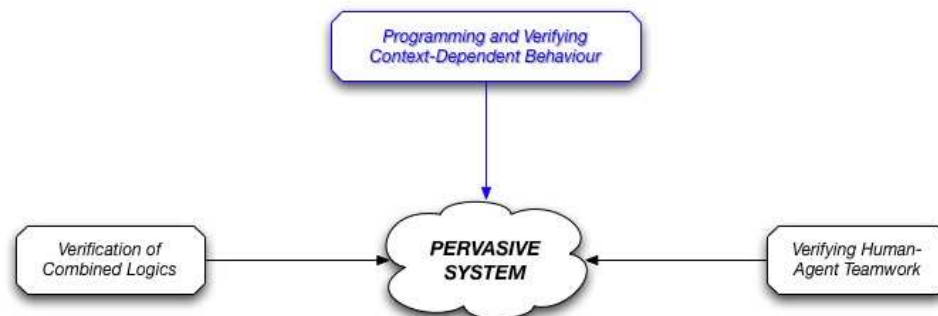 Programming and Verifying
Context-Dependent Behaviour
Verification of
Combined Logics
PERVASIVE
SYSTEM
Verifying Human-
Agent Teamwork